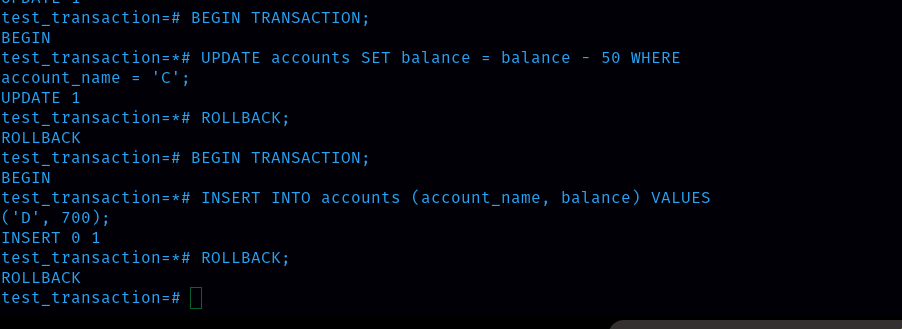 UPDATE 1
test_transaction=# BEGIN TRANSACTION;
BEGIN
test_transaction=*# UPDATE accounts SET balance = balance - 50 WHERE
account_name = 'C';
UPDATE 1
test_transaction=*# ROLLBACK;
ROLLBACK
test_transaction=# BEGIN TRANSACTION;
BEGIN
test_transaction=*# INSERT INTO accounts (account_name, balance) VALUES
('D', 700);
INSERT 0 1
test_transaction=*# ROLLBACK;
ROLLBACK
test_transaction=#